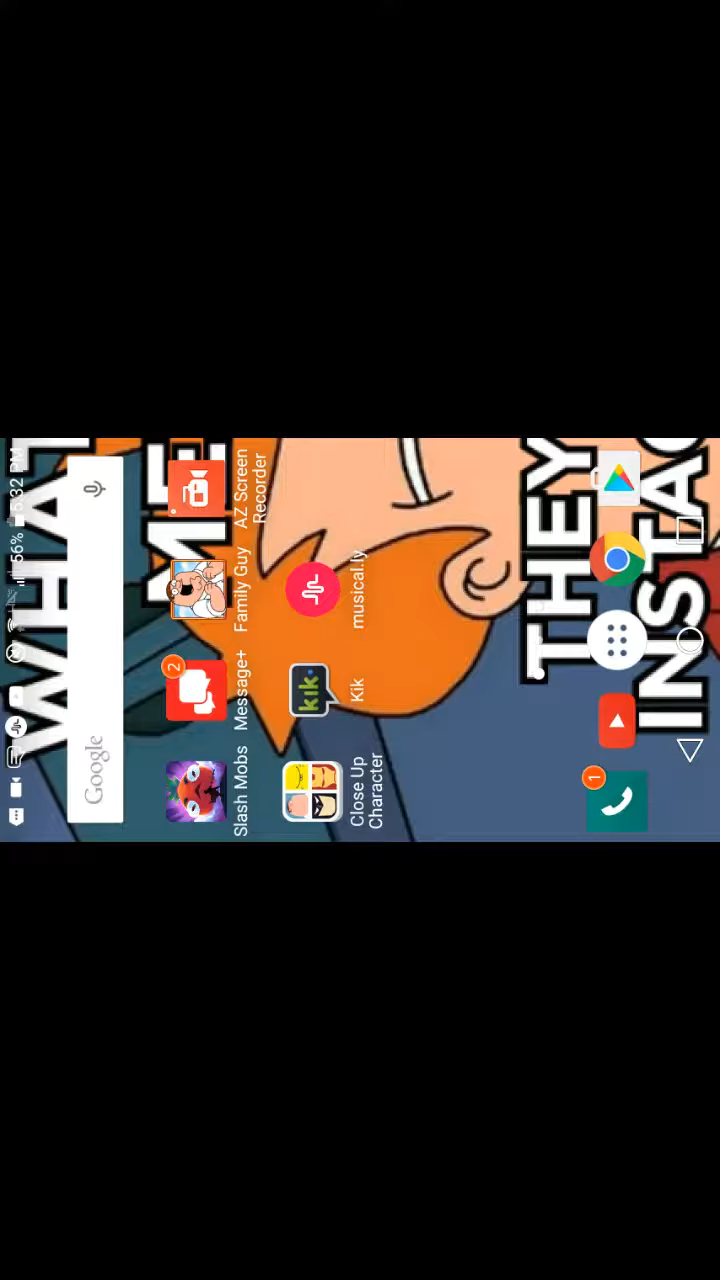 56% 5:32 PM
WHAT
Google
ME
2
Slash Mobs
Message+
Family Guy
AZ Screen
Recorder
kik
Close Up
Character
Kik
musical.ly
THEY
1
INSTAG